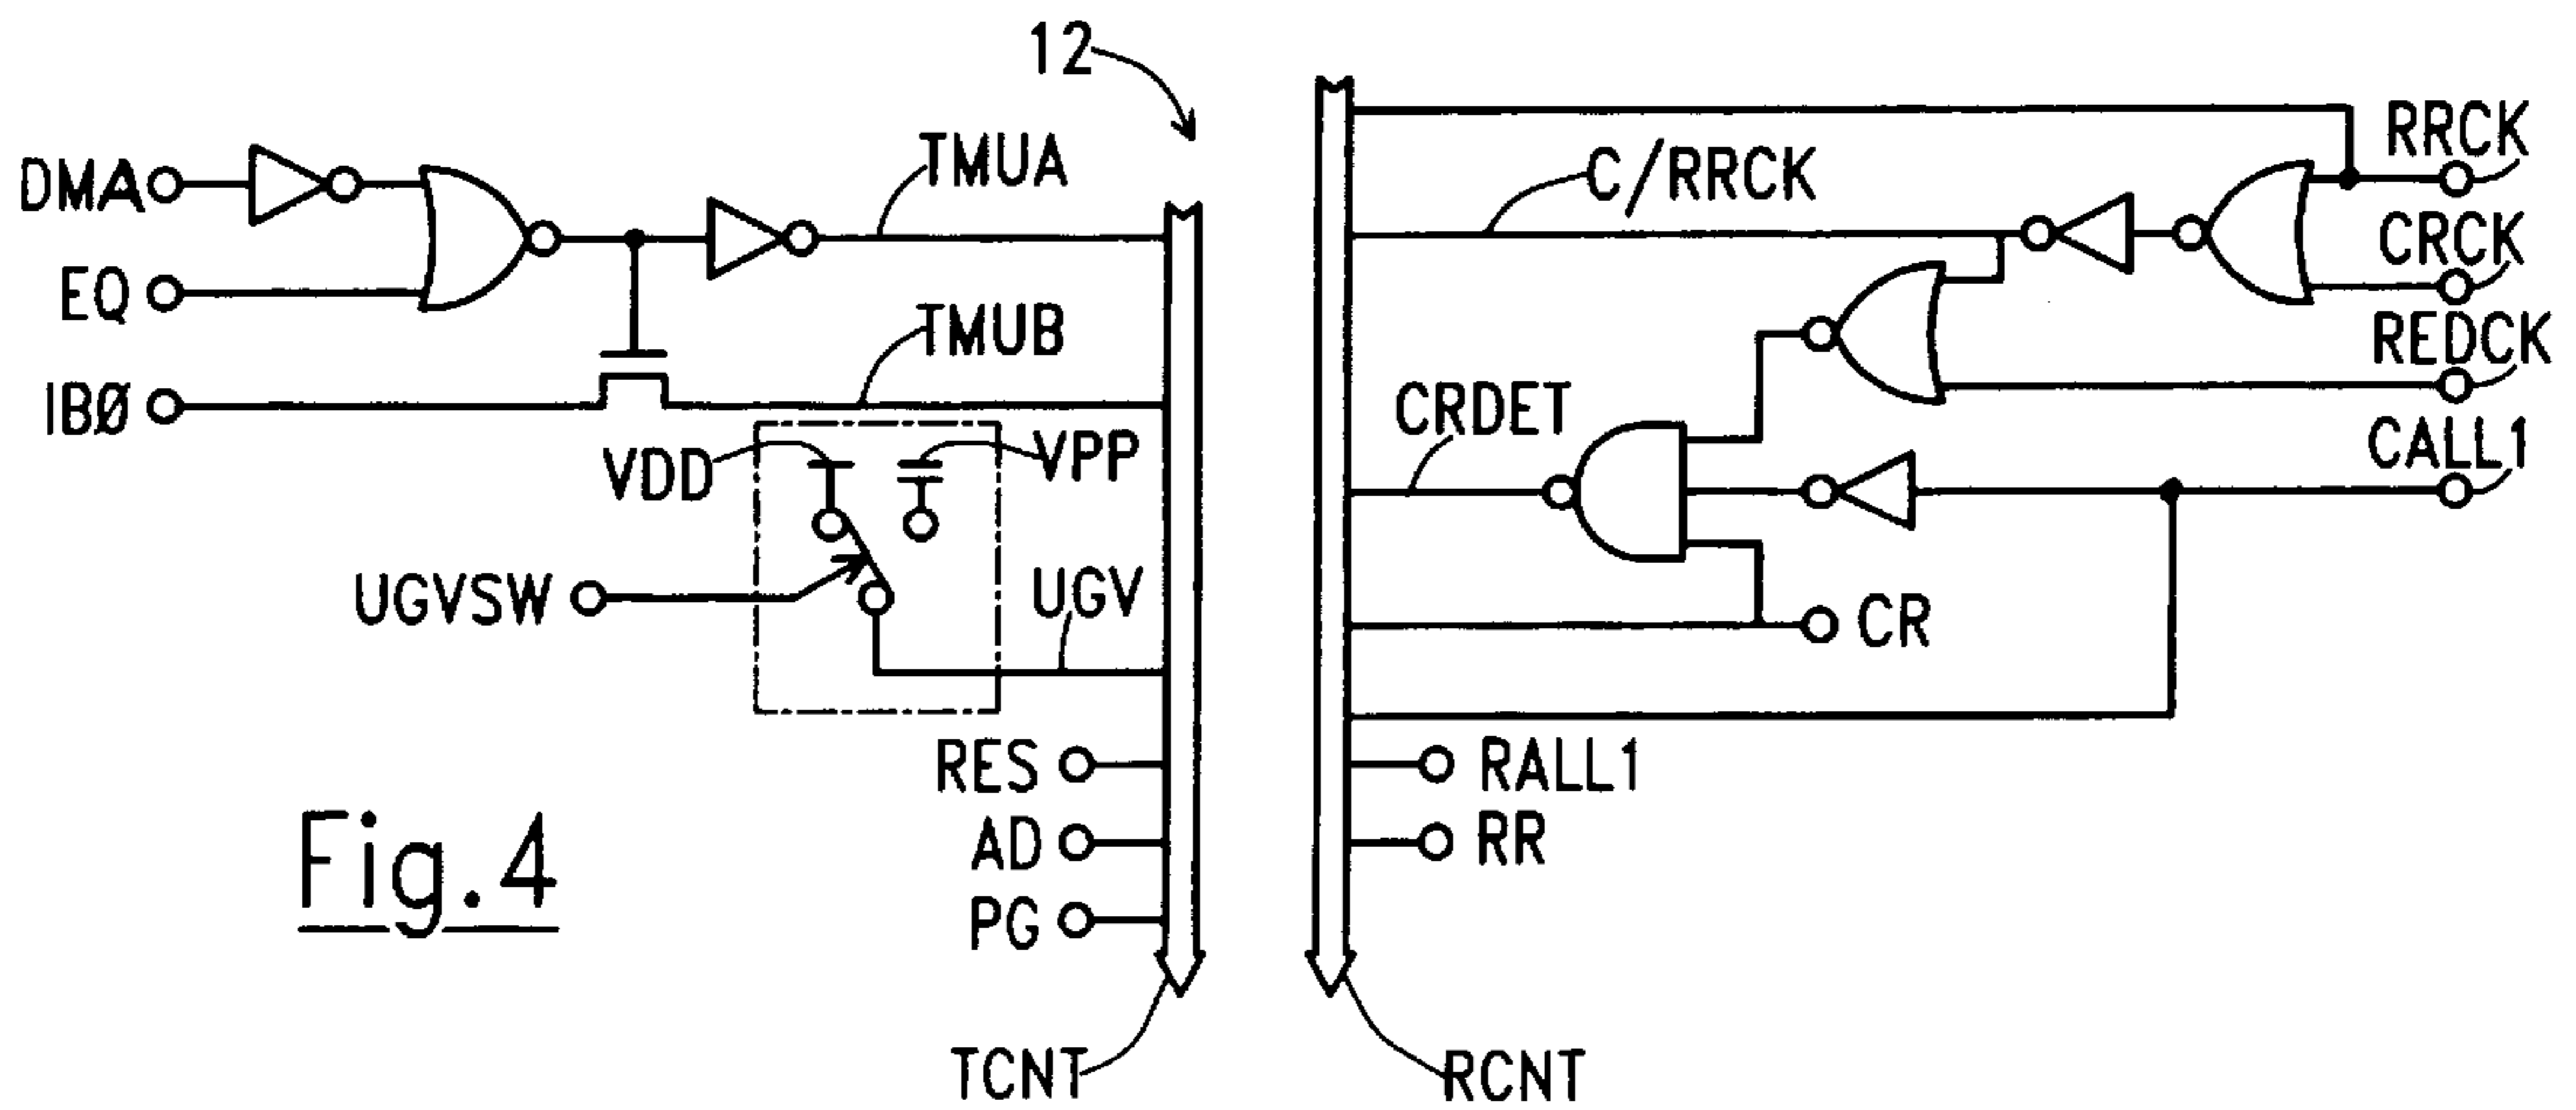 12
DMA
TMUA
C/RRCK
RRCK
CRCK
EQ
TMUB
REDCK
IBØ
VDD
VPP
CRDET
CALL1
UGVSW
UGV
CR
RES
RALL1
AD
RR
PG
Fig.4
TCNT
RCNT